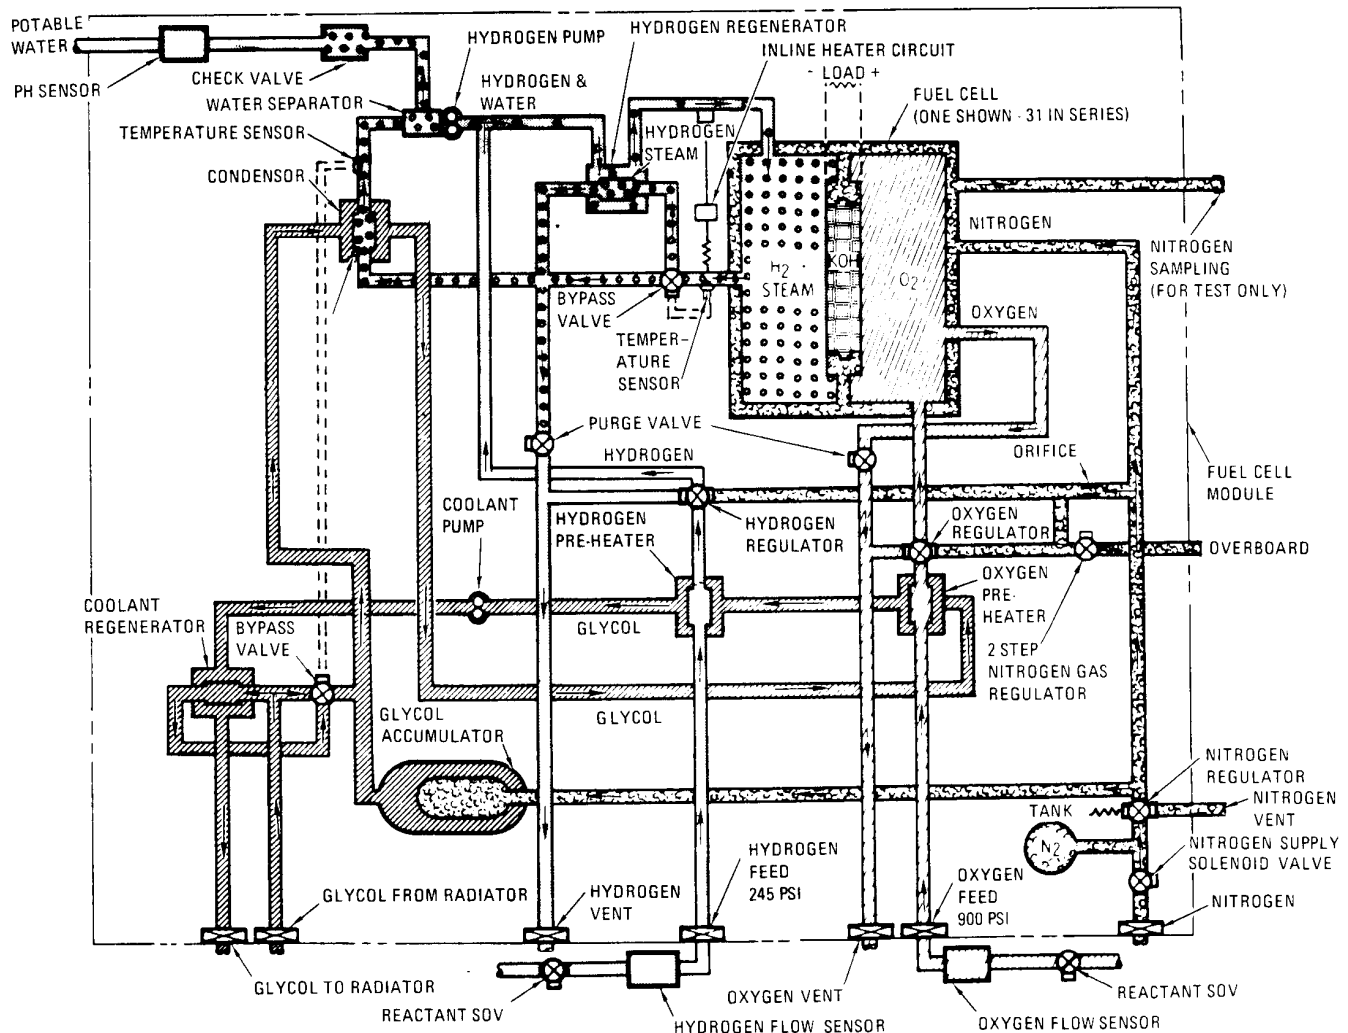 POTABLE
WATER
PH SENSOR
CHECK VALVE
WATER SEPARATOR
TEMPERATURE SENSOR
CONDENSOR
HYDROGEN PUMP
HYDROGEN &
WATER
HYDROGEN REGENERATOR
INLINE HEATER CIRCUIT
- LOAD +
FUEL CELL
(ONE SHOWN - 31 IN SERIES)
HYDROGEN
STEAM
NITROGEN
NITROGEN
SAMPLING
(FOR TEST ONLY)
H2
STEAM
KOH
O2
BYPASS
VALVE
TEMPER-
ATURE
SENSOR
OXYGEN
PURGE VALVE
HYDROGEN
ORIFICE
FUEL CELL
MODULE
COOLANT
PUMP
HYDROGEN
PRE-HEATER
HYDROGEN
REGULATOR
OXYGEN
REGULATOR
OVERBOARD
OXYGEN
PRE-
HEATER
COOLANT
REGENERATOR
BYPASS
VALVE
GLYCOL
2 STEP
NITROGEN GAS
REGULATOR
GLYCOL
ACCUMULATOR
GLYCOL
NITROGEN
REGULATOR
NITROGEN
VENT
TANK
N2
NITROGEN SUPPLY
SOLENOID VALVE
GLYCOL FROM RADIATOR
HYDROGEN
VENT
HYDROGEN
FEED
245 PSI
OXYGEN
FEED
900 PSI
NITROGEN
GLYCOL TO RADIATOR
REACTANT SOV
HYDROGEN FLOW SENSOR
OXYGEN VENT
OXYGEN FLOW SENSOR
REACTANT SOV